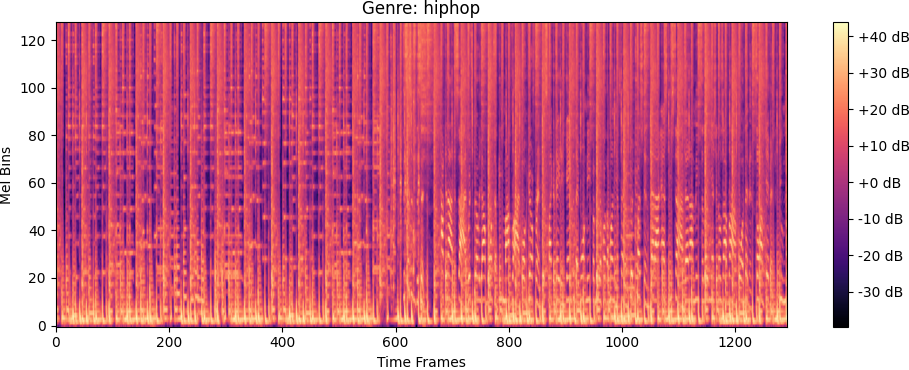 Genre: hiphop
120
100
80
60
40
20
0
Mel Bins
0 200 400 600 800 1000 1200
Time Frames
+40 dB
+30 dB
+20 dB
+10 dB
+0 dB
-10 dB
-20 dB
-30 dB